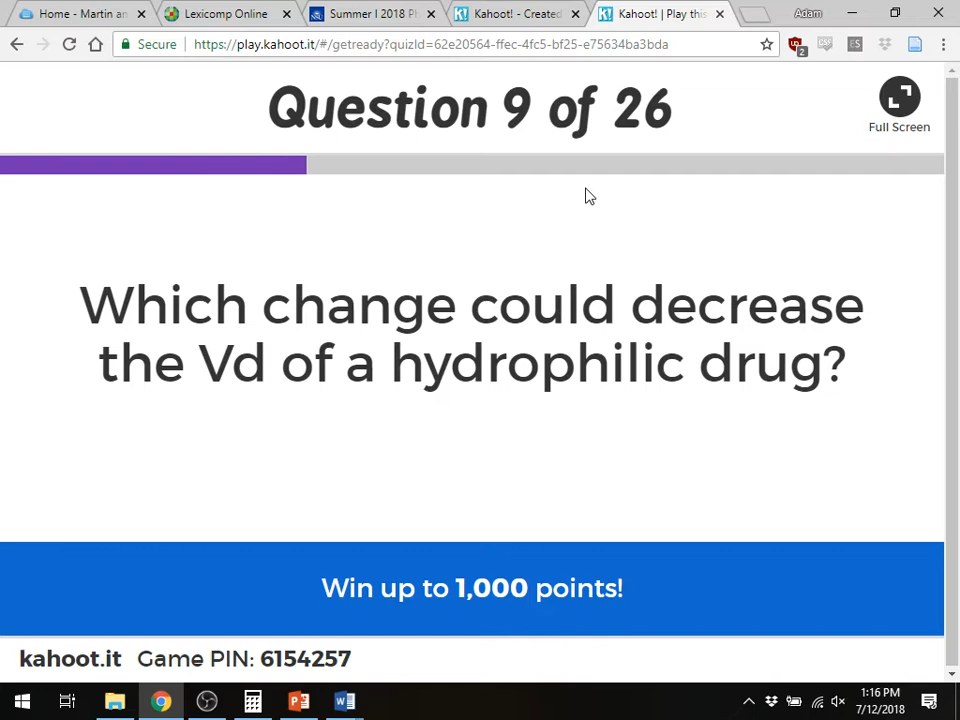 Home - Martin an
Lexicomp Online
Summer I 2018 Ph
Kahoot! - Created
Kahoot! | Play this
Adam
Secure
https://play.kahoot.it/#/getready?quizId=62e20564-ffec-4fc5-bf25-e75634ba3bda
2
CSS
ES
Question 9 of 26
Full Screen
Which change could decrease
the Vd of a hydrophilic drug?
Win up to 1,000 points!
kahoot.it Game PIN: 6154257
1:16 PM
7/12/2018